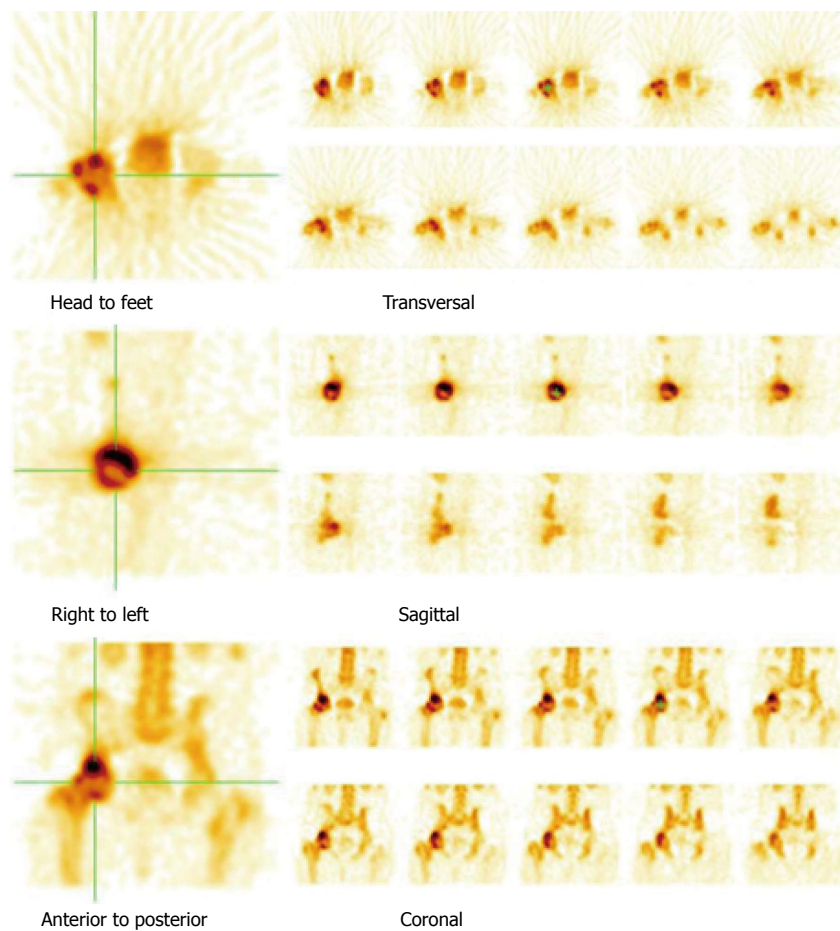 Head to feet
Transversal
Right to left
Sagittal
Anterior to posterior
Coronal